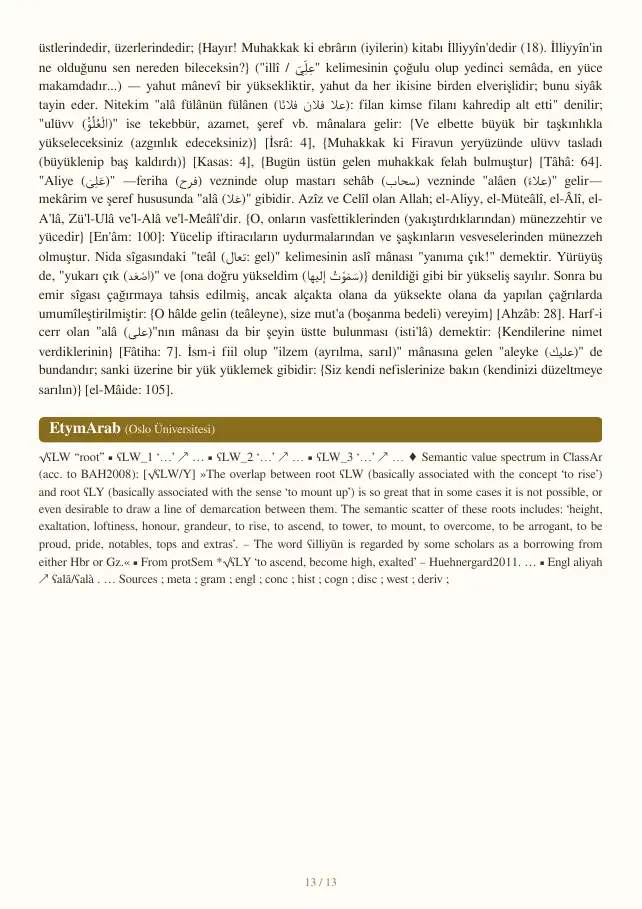 üstlerindedir, üzerlerindedir; {Hayır! Muhakkak ki ebrârın (iyilerin) kitabı İlliyyîn'dedir (18). İlliyyîn'in
ne olduğunu sen nereden bileceksin?} ("illî / عِلِّيّ" kelimesinin çoğulu olup yedinci semâda, en yüce
makamdadır...) — yahut mânevî bir yüksekliktir, yahut da her ikisine birden elverişlidir; bunu siyâk
tayin eder. Nitekim "alâ fülânün fülânen (علا فلان فلانًا): filan kimse filanı kahredip alt etti" denilir;
"ulüvv (الْعُلُوُّ)" ise tekebbür, azamet, şeref vb. mânalara gelir: {Ve elbette büyük bir taşkınlıkla
yükseleceksiniz (azgınlık edeceksiniz)} [İsrâ: 4], {Muhakkak ki Firavun yeryüzünde ulüvv tasladı
(büyüklenip baş kaldırdı)} [Kasas: 4], {Bugün üstün gelen muhakkak felah bulmuştur} [Tâhâ: 64].
"Aliye (عَلِيَ)" —feriha (فرح) vezninde olup mastarı sehâb (سحاب) vezninde "alâen (علاءً)" gelir—
mekârim ve şeref hususunda "alâ (عَلا)" gibidir. Azîz ve Celîl olan Allah; el-Aliyy, el-Müteâlî, el-Âlî, el-
A'lâ, Zü'l-Ulâ ve'l-Alâ ve'l-Meâlî'dir. {O, onların vasfettiklerinden (yakıştırdıklarından) münezzehtir ve
yücedir} [En'âm: 100]: Yücelip iftiracıların uydurmalarından ve şaşkınların vesveselerinden münezzeh
olmuştur. Nida sîgasındaki "teâl (تعالَ: gel)" kelimesinin aslî mânası "yanıma çık!" demektir. Yürüyüş
de, "yukarı çık (اصْعَد)" ve {ona doğru yükseldim (سَمَوْتُ إليها)} denildiği gibi bir yükseliş sayılır. Sonra bu
emir sîgası çağırmaya tahsis edilmiş, ancak alçakta olana da yüksekte olana da yapılan çağrılarda
umumîleştirilmiştir: {O hâlde gelin (teâleyne), size mut'a (boşanma bedeli) vereyim} [Ahzâb: 28]. Harf-i
cerr olan "alâ (على)"nın mânası da bir şeyin üstte bulunması (isti'lâ) demektir: {Kendilerine nimet
verdiklerinin} [Fâtiha: 7]. İsm-i fiil olup "ilzem (ayrılma, sarıl)" mânasına gelen "aleyke (عليك)" de
bundandır; sanki üzerine bir yük yüklemek gibidir: {Siz kendi nefislerinize bakın (kendinizi düzeltmeye
sarılın)} [el-Mâide: 105].
EtymArab (Oslo Üniversitesi)
√ʕLW “root” ▪ ʕLW_1 ‘…’ ↗ … ▪ ʕLW_2 ‘…’ ↗ … ▪ ʕLW_3 ‘…’ ↗ … ♦ Semantic value spectrum in ClassAr
(acc. to BAH2008): [√ʕLW/Y] »The overlap between root ʕLW (basically associated with the concept ‘to rise’)
and root ʕLY (basically associated with the sense ‘to mount up’) is so great that in some cases it is not possible, or
even desirable to draw a line of demarcation between them. The semantic scatter of these roots includes: ‘height,
exaltation, loftiness, honour, grandeur, to rise, to ascend, to tower, to mount, to overcome, to be arrogant, to be
proud, pride, notables, tops and extras’. – The word ʕilliyūn is regarded by some scholars as a borrowing from
either Hbr or Gz.« ▪ From protSem *√ʕLY ‘to ascend, become high, exalted’ – Huehnergard2011. … ▪ Engl aliyah
↗ ʕalā/ʕalà . … Sources ; meta ; gram ; engl ; conc ; hist ; cogn ; disc ; west ; deriv ;
13 / 13